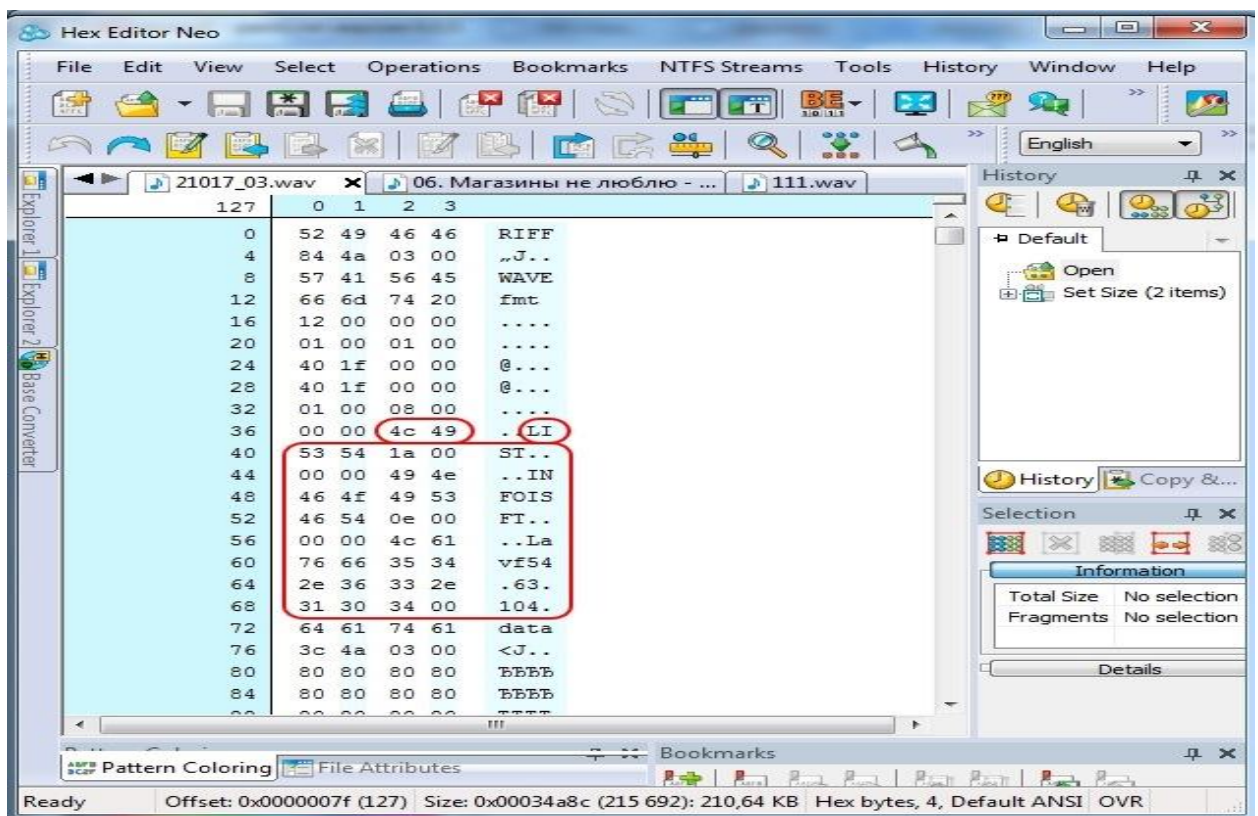 Hex Editor Neo
File Edit View Select Operations Bookmarks NTFS Streams Tools History Window Help
English
21017_03.wav 06. Магазины не люблю - ... 111.wav
127 0 1 2 3
0 52 49 46 46 RIFF
4 84 4a 03 00 „J..
8 57 41 56 45 WAVE
12 66 6d 74 20 fmt
16 12 00 00 00 ....
20 01 00 01 00 ....
24 40 1f 00 00 @...
28 40 1f 00 00 @...
32 01 00 08 00 ....
36 00 00 4c 49 ..LI
40 53 54 1a 00 ST..
44 00 00 49 4e ..IN
48 46 4f 49 53 FOIS
52 46 54 0e 00 FT..
56 00 00 4c 61 ..La
60 76 66 35 34 vf54
64 2e 36 33 2e .63.
68 31 30 34 00 104.
72 64 61 74 61 data
76 3c 4a 03 00 <J..
80 80 80 80 80 ЂЂЂЂ
84 80 80 80 80 ЂЂЂЂ
Explorer 1
Explorer 2
Base Converter
History
Default
Open
Set Size (2 items)
History Copy &...
Selection
Information
Total Size No selection
Fragments No selection
Details
Bookmarks
Pattern Coloring File Attributes
Ready Offset: 0x0000007f (127) Size: 0x00034a8c (215 692): 210,64 KB Hex bytes, 4, Default ANSI OVR